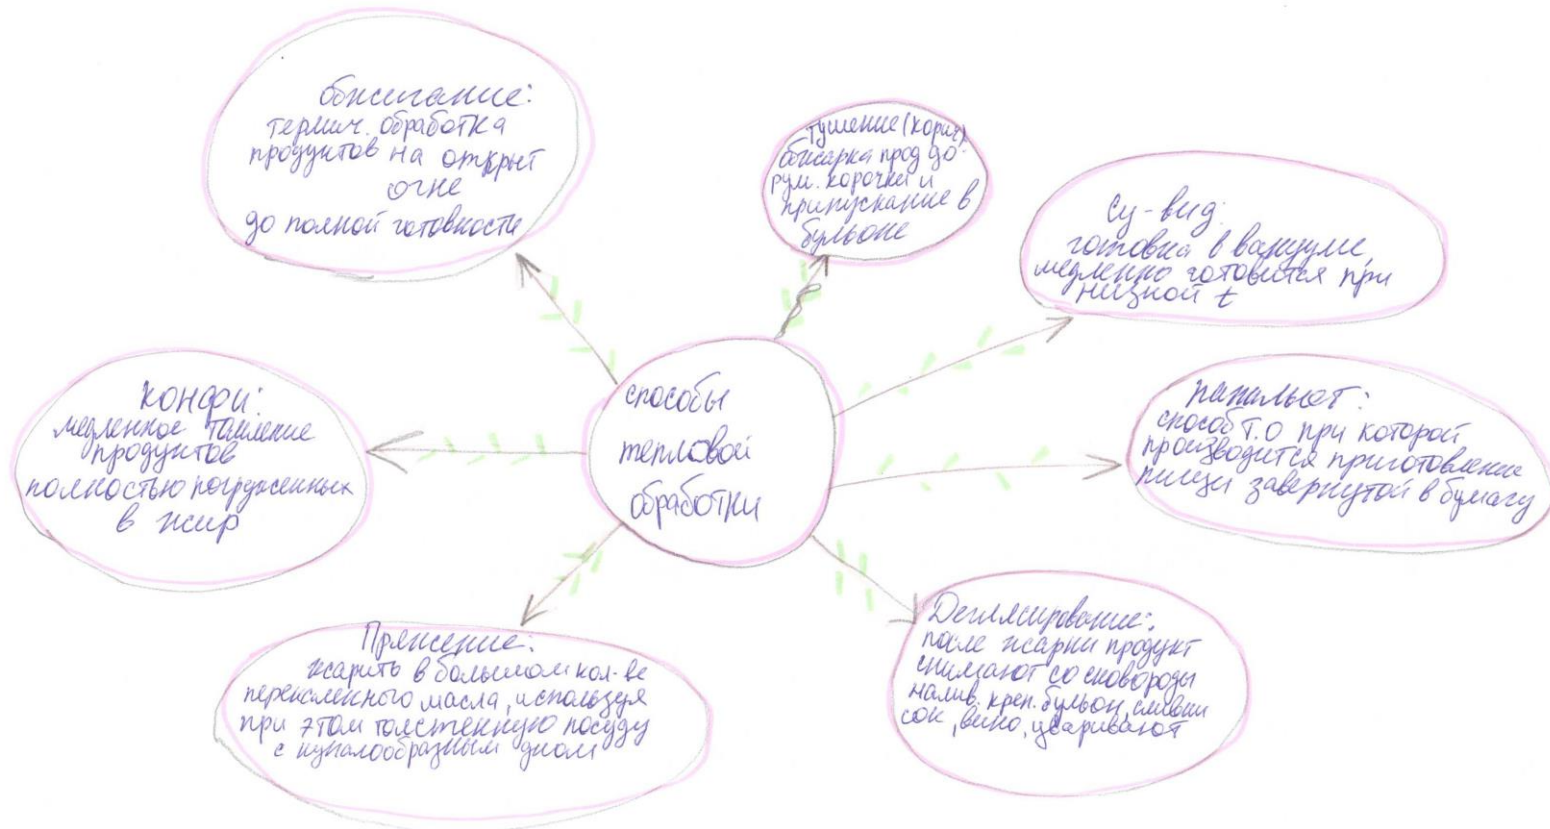 обжигание:
термич. обработка
продуктов на открыт
огне
до полной готовности
Тушение (корич)
обжарка прод до
рум. корочки и
припускание в
бульоне
Су-вид:
готовка в вакууме,
медленно готовится при
низкой t
папильот:
способ т.о при которой
производится приготовление
пищи завернутой в бумагу
Деглясирование:
после жарки продукт
снимают со сковороды
налив. креп. бульон, сливки
сок, вино, уваривают
Пряжение:
жарить в большом кол-ве
перекаленного масла, используя
при этом толстенную посуду
с куполообразным дном
конфи:
медленное томление
продуктов
полностью погруженных
в жир
способы
тепловой
обработки